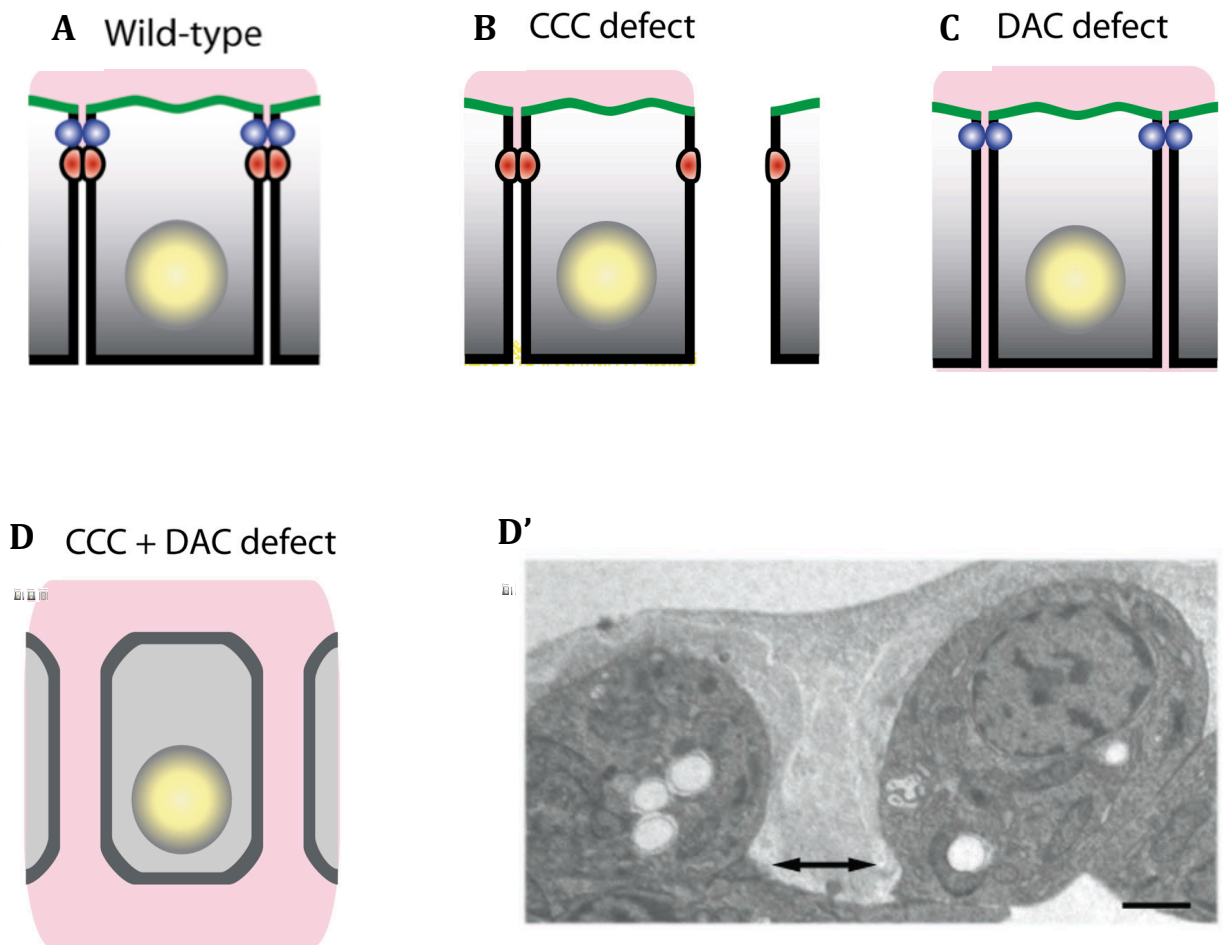 A Wild-type
B CCC defect
C DAC defect
D CCC + DAC defect
D’